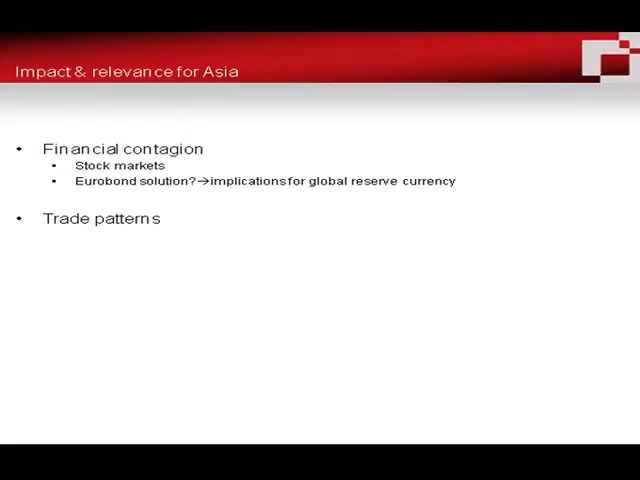 Impact & relevance for Asia
• Financial contagion
• Stock markets
• Eurobond solution?→implications for global reserve currency
• Trade patterns